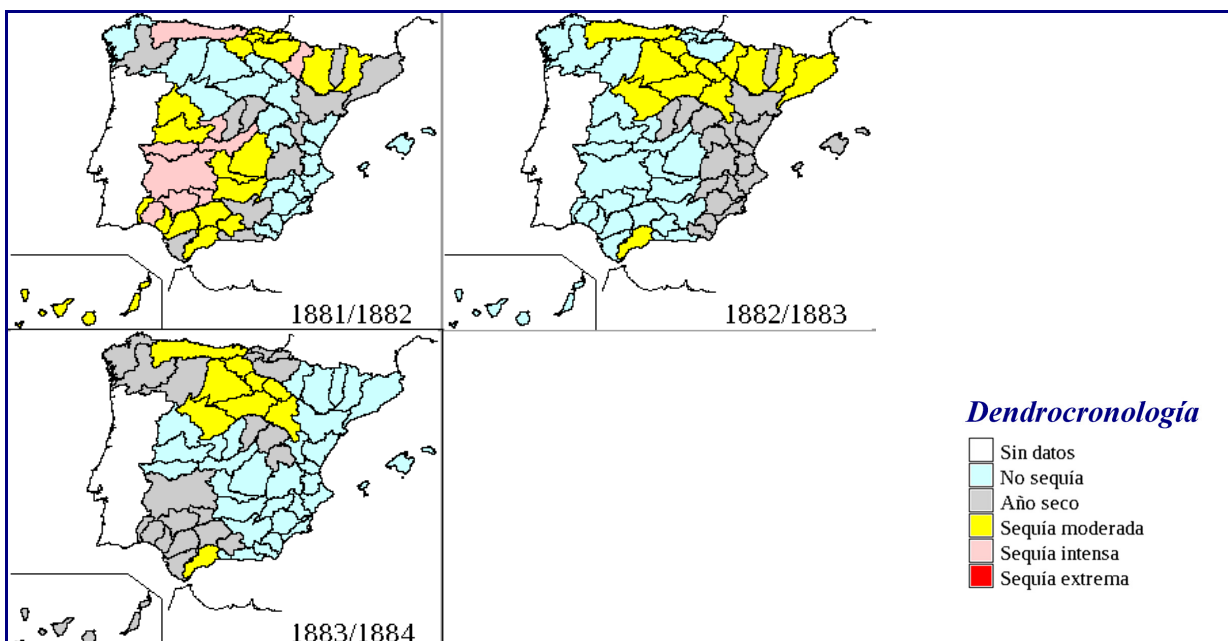 1881/1882
1882/1883
1883/1884
Dendrocronología
Sin datos
No sequía
Año seco
Sequía moderada
Sequía intensa
Sequía extrema